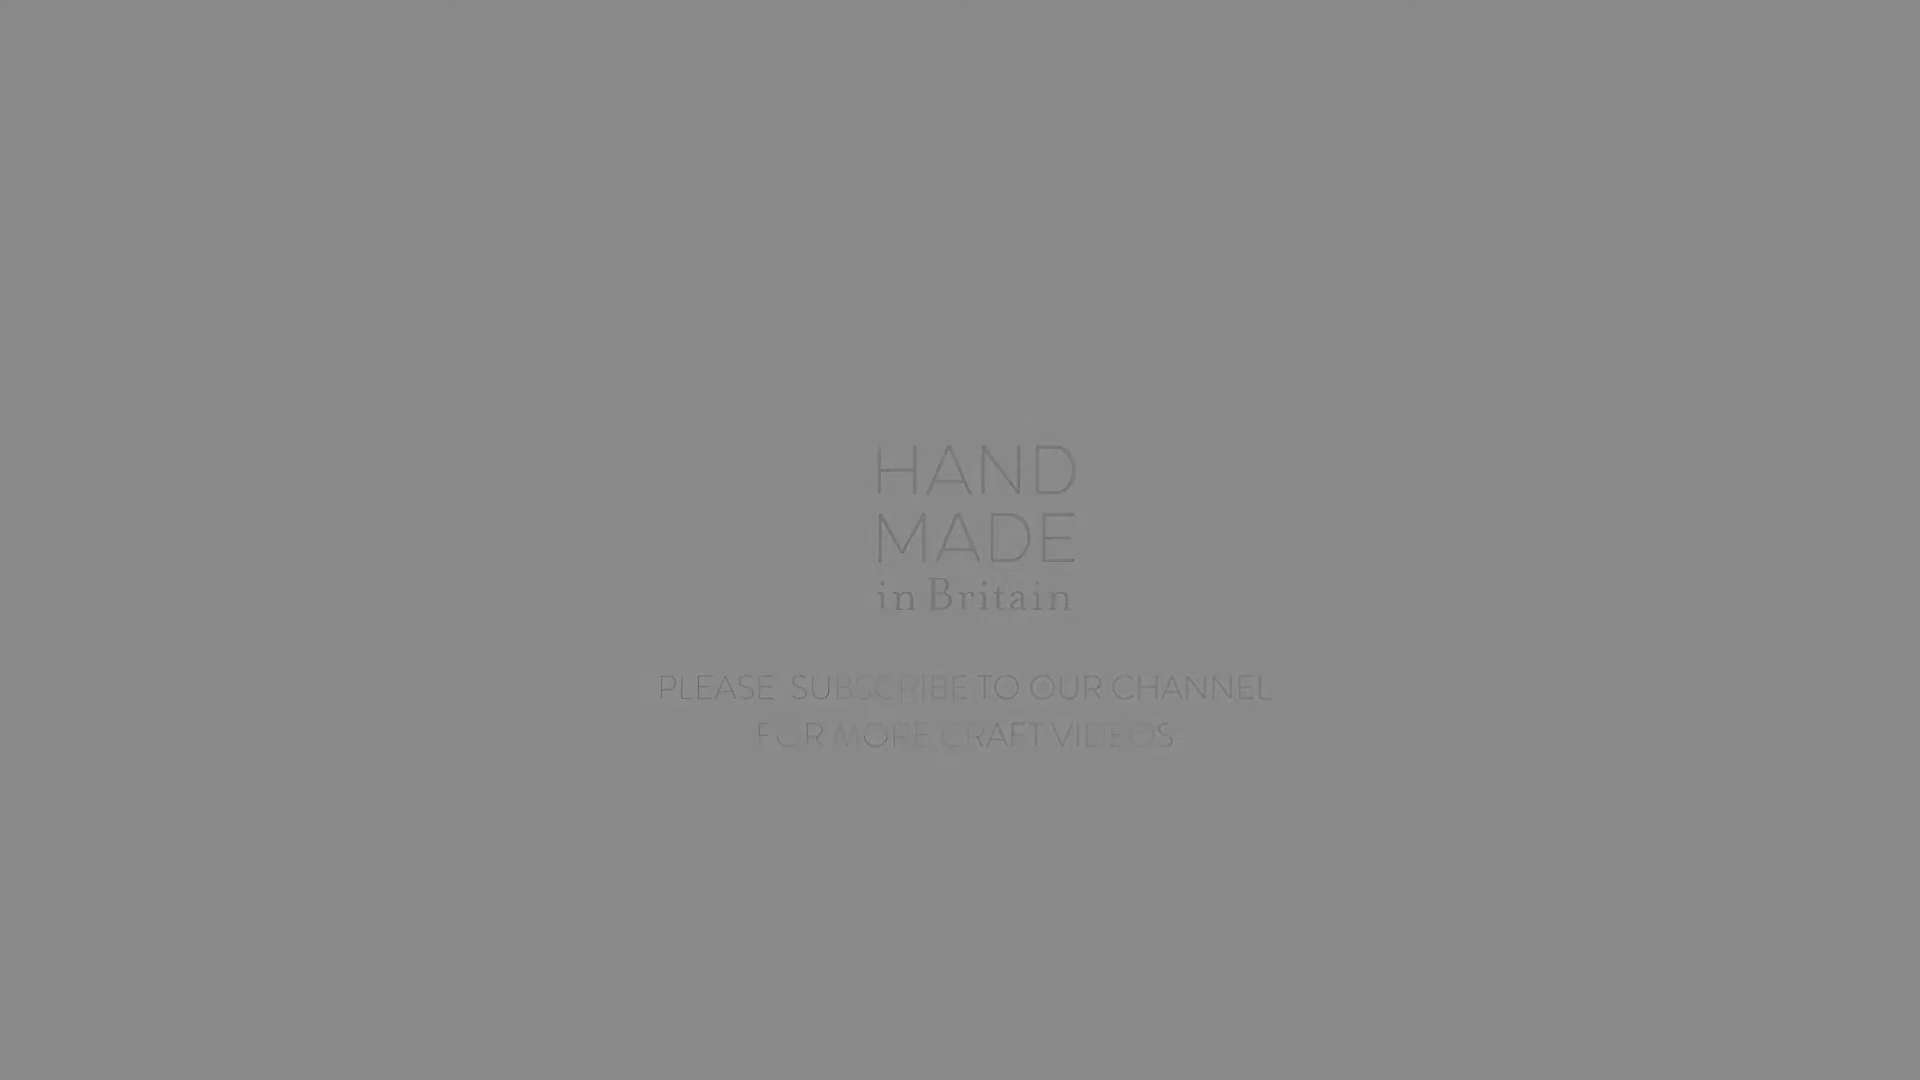 HAND
MADE
in Britain
PLEASE SUBSCRIBE TO OUR CHANNEL
FOR MORE CRAFT VIDEOS